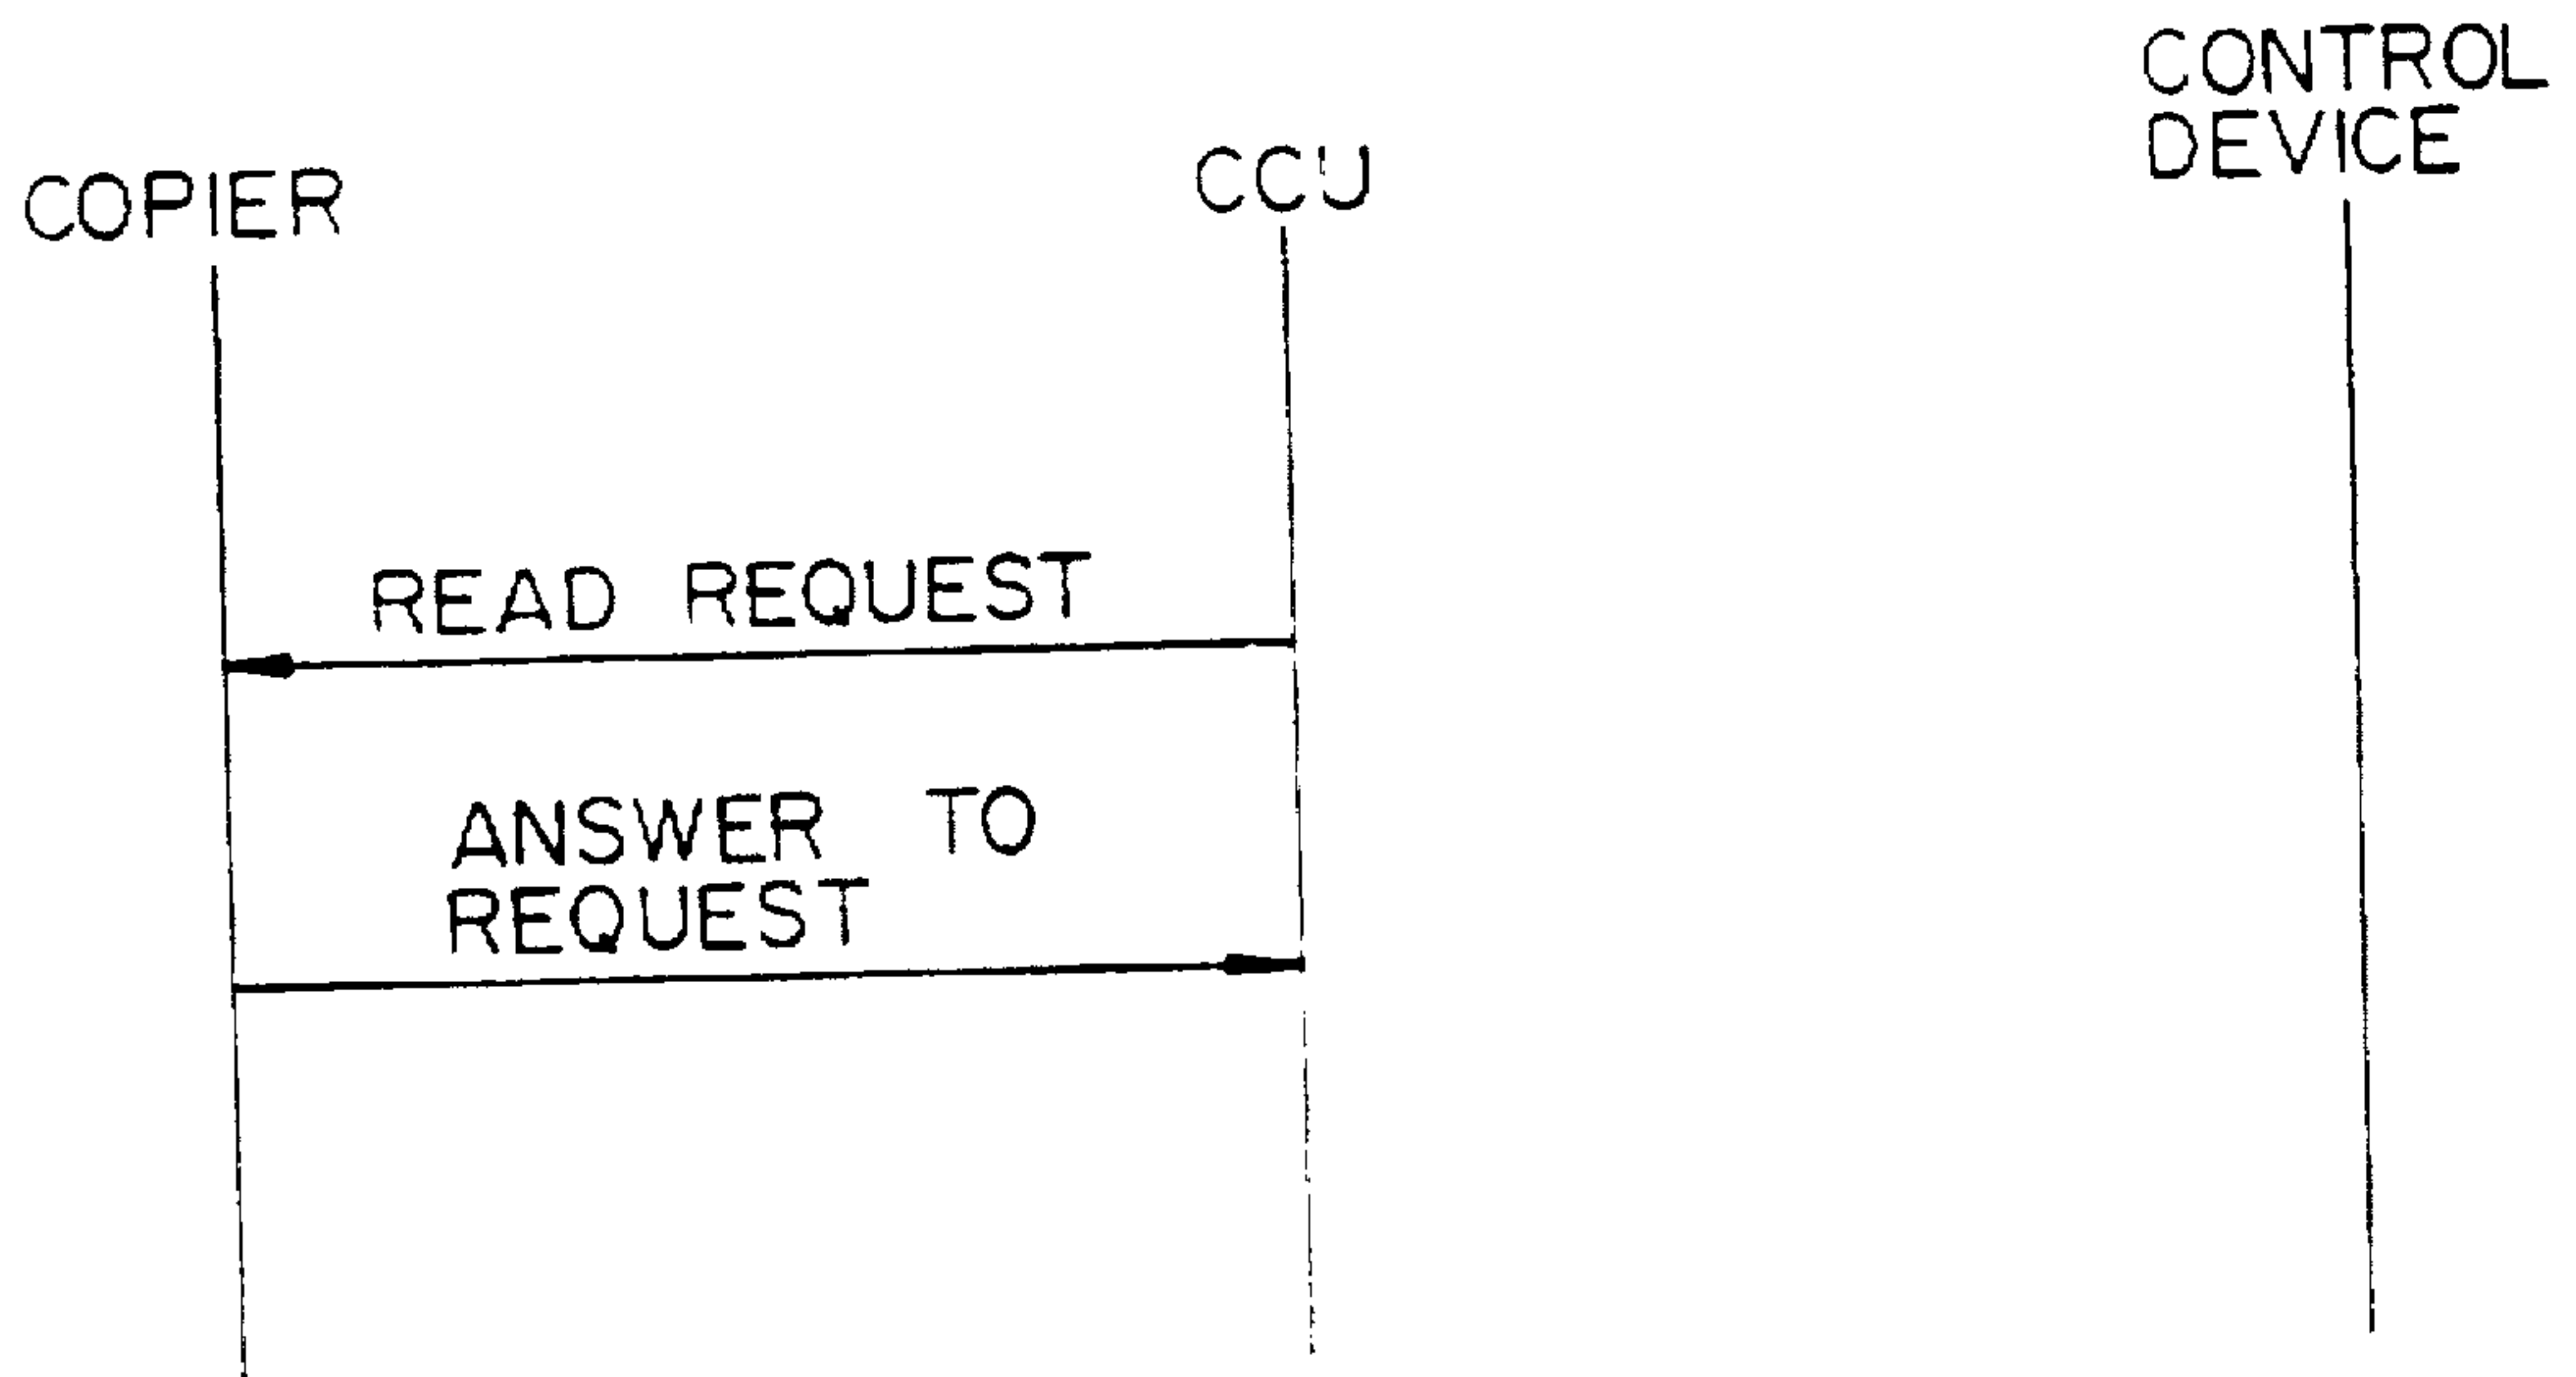 CONTROL
DEVICE
CCU
COPIER
READ REQUEST
ANSWER TO
REQUEST